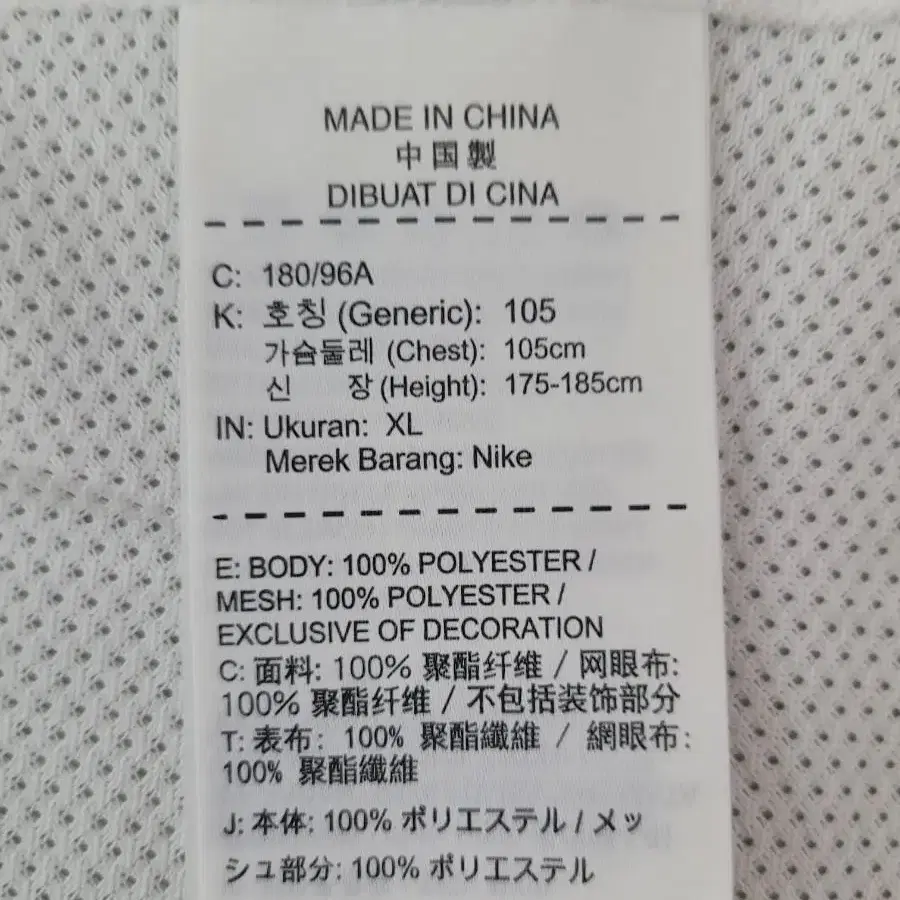 MADE IN CHINA
中国製
DIBUAT DI CINA
C: 180/96A
K: 호칭 (Generic): 105
가슴둘레 (Chest): 105cm
신 장 (Height): 175-185cm
IN: Ukuran: XL
Merek Barang: Nike
E: BODY: 100% POLYESTER /
MESH: 100% POLYESTER /
EXCLUSIVE OF DECORATION
C: 面料: 100% 聚酯纤维 / 网眼布:
100% 聚酯纤维 / 不包括装饰部分
T: 表布: 100% 聚酯纖維 / 網眼布:
100% 聚酯纖維
J: 本体: 100% ポリエステル / メッ
シュ部分: 100% ポリエステル